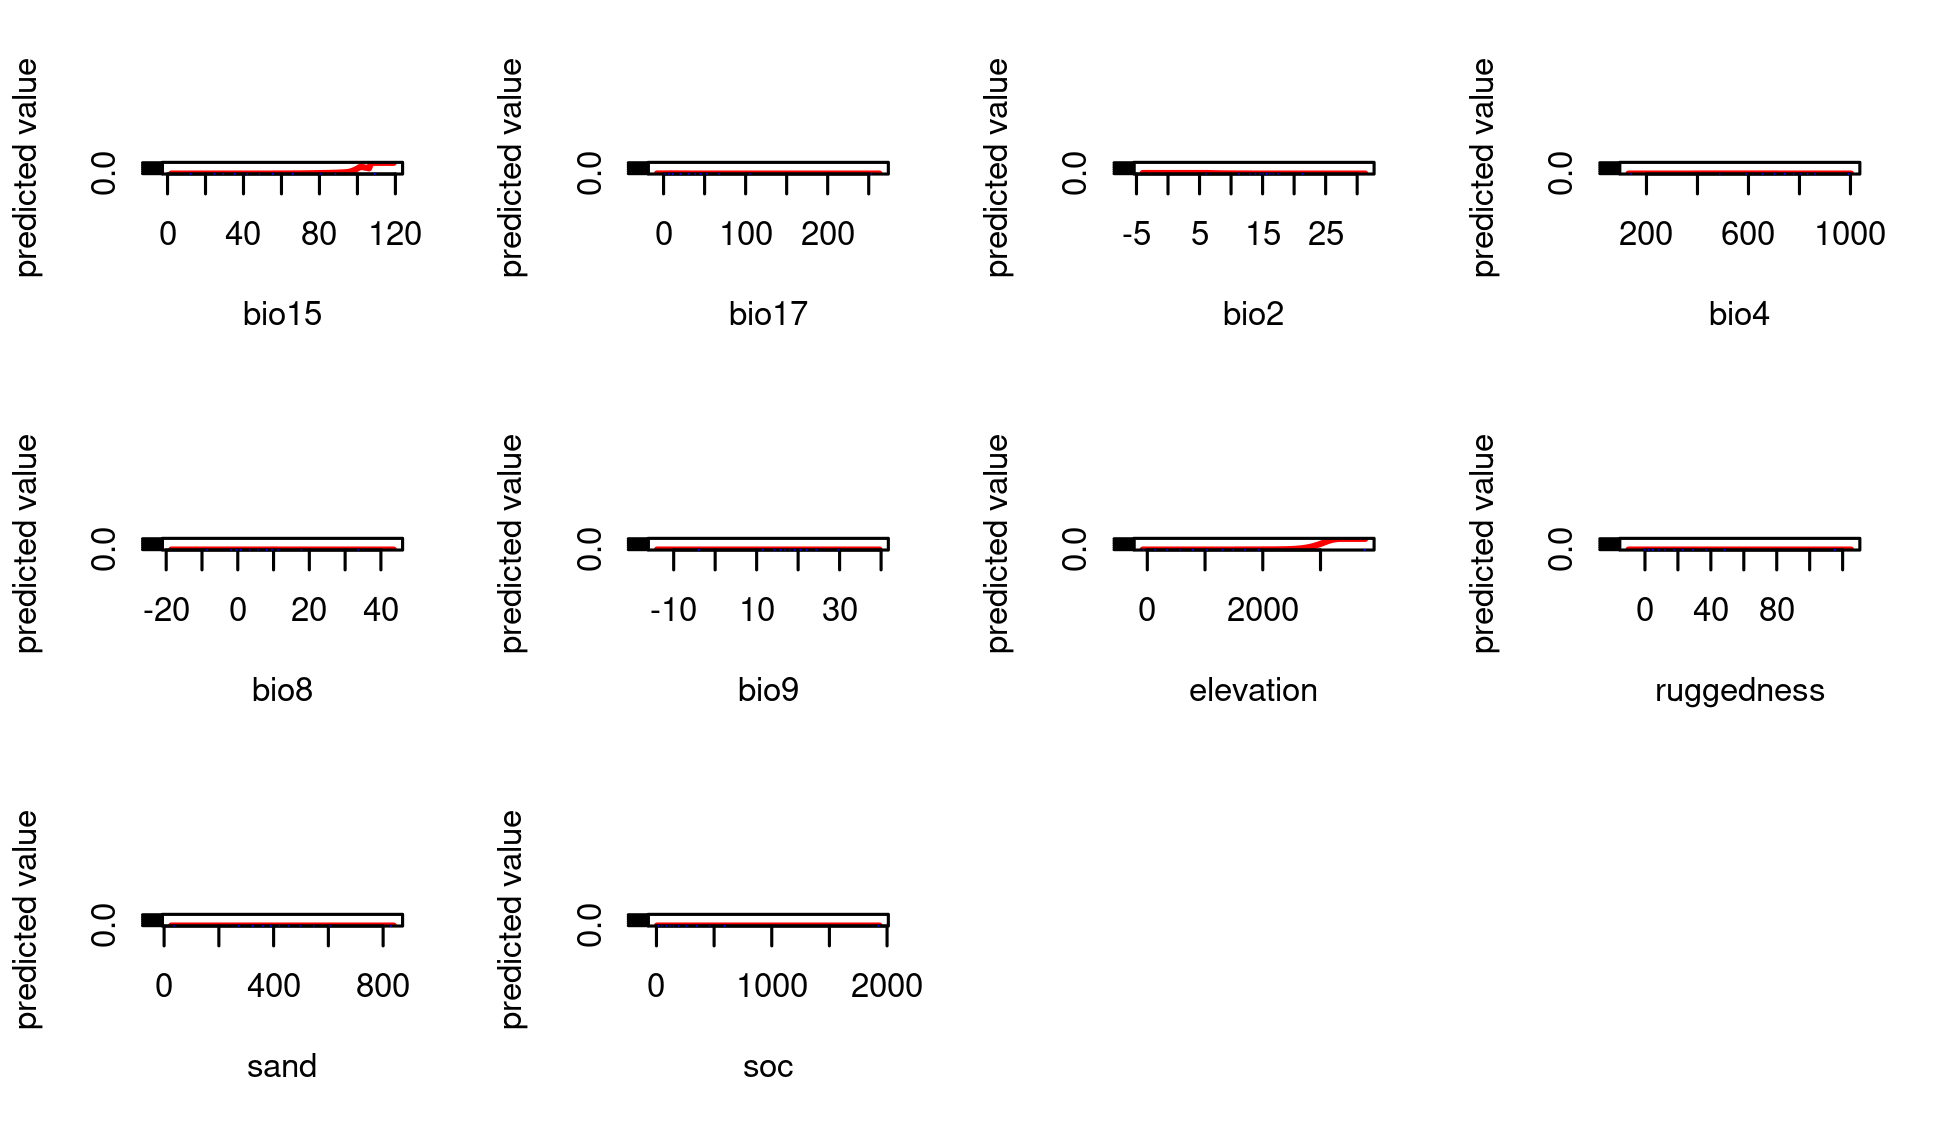 predicted value
0.0
0 40 80 120
bio15
predicted value
0.0
0 100 200
bio17
predicted value
0.0
-5 5 15 25
bio2
predicted value
0.0
200 600 1000
bio4
predicted value
0.0
-20 0 20 40
bio8
predicted value
0.0
-10 10 30
bio9
predicted value
0.0
0 2000
elevation
predicted value
0.0
0 40 80
ruggedness
predicted value
0.0
0 400 800
sand
predicted value
0.0
0 1000 2000
soc